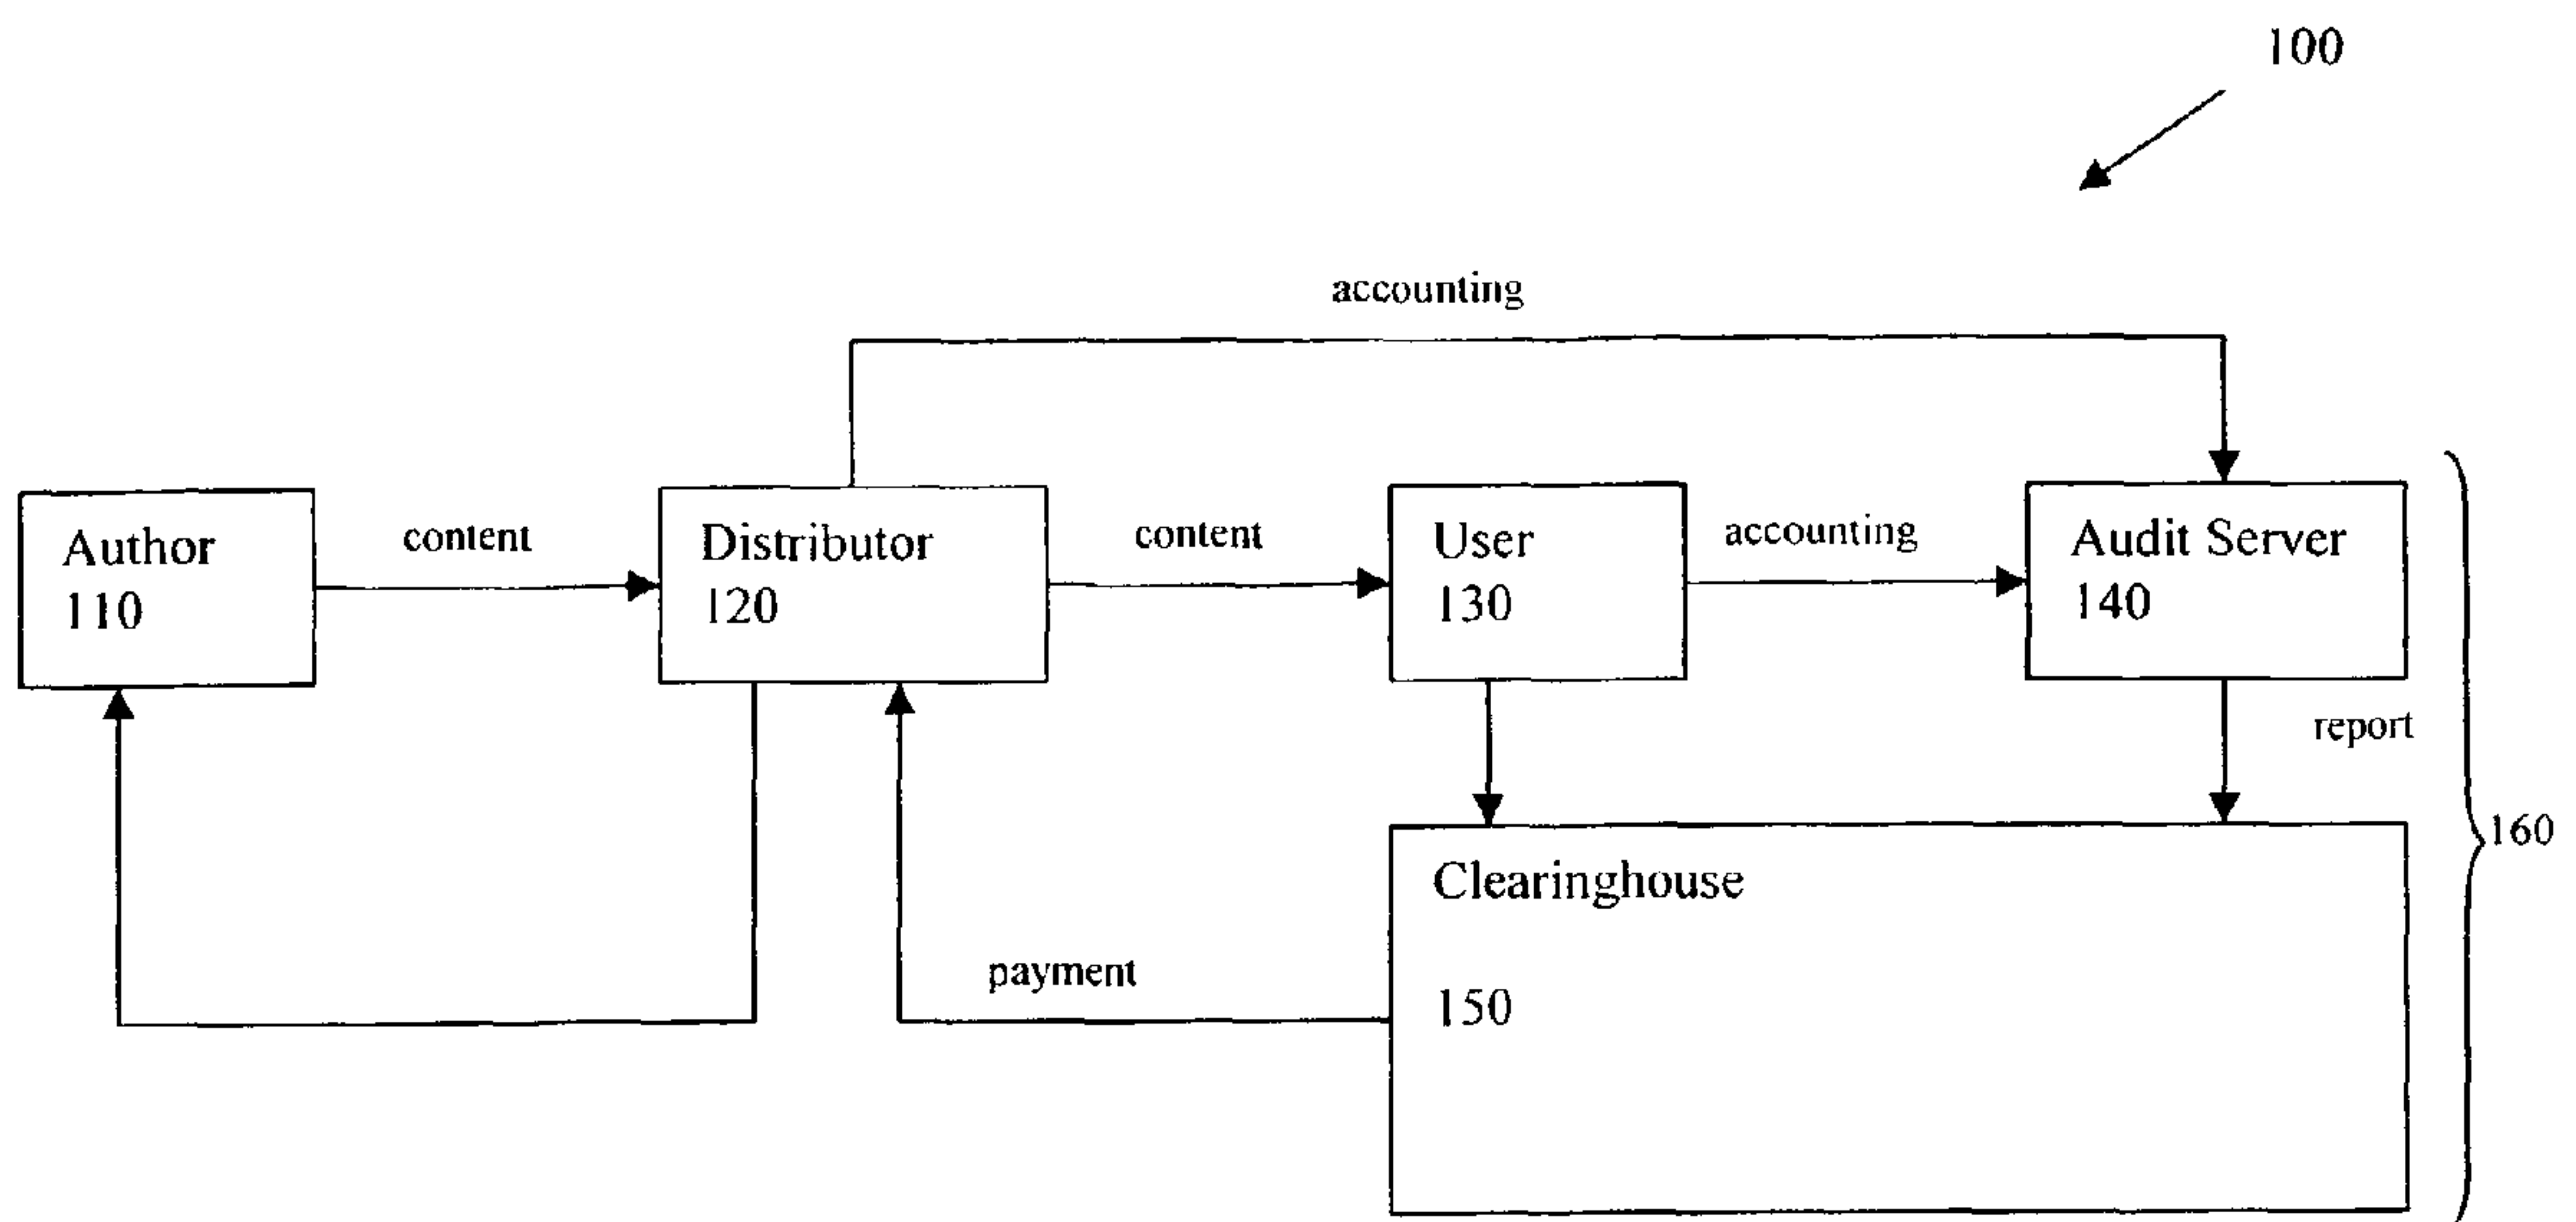 100
accounting
Author
110
content
Distributor
120
content
User
130
accounting
Audit Server
140
report
Clearinghouse
150
payment
160